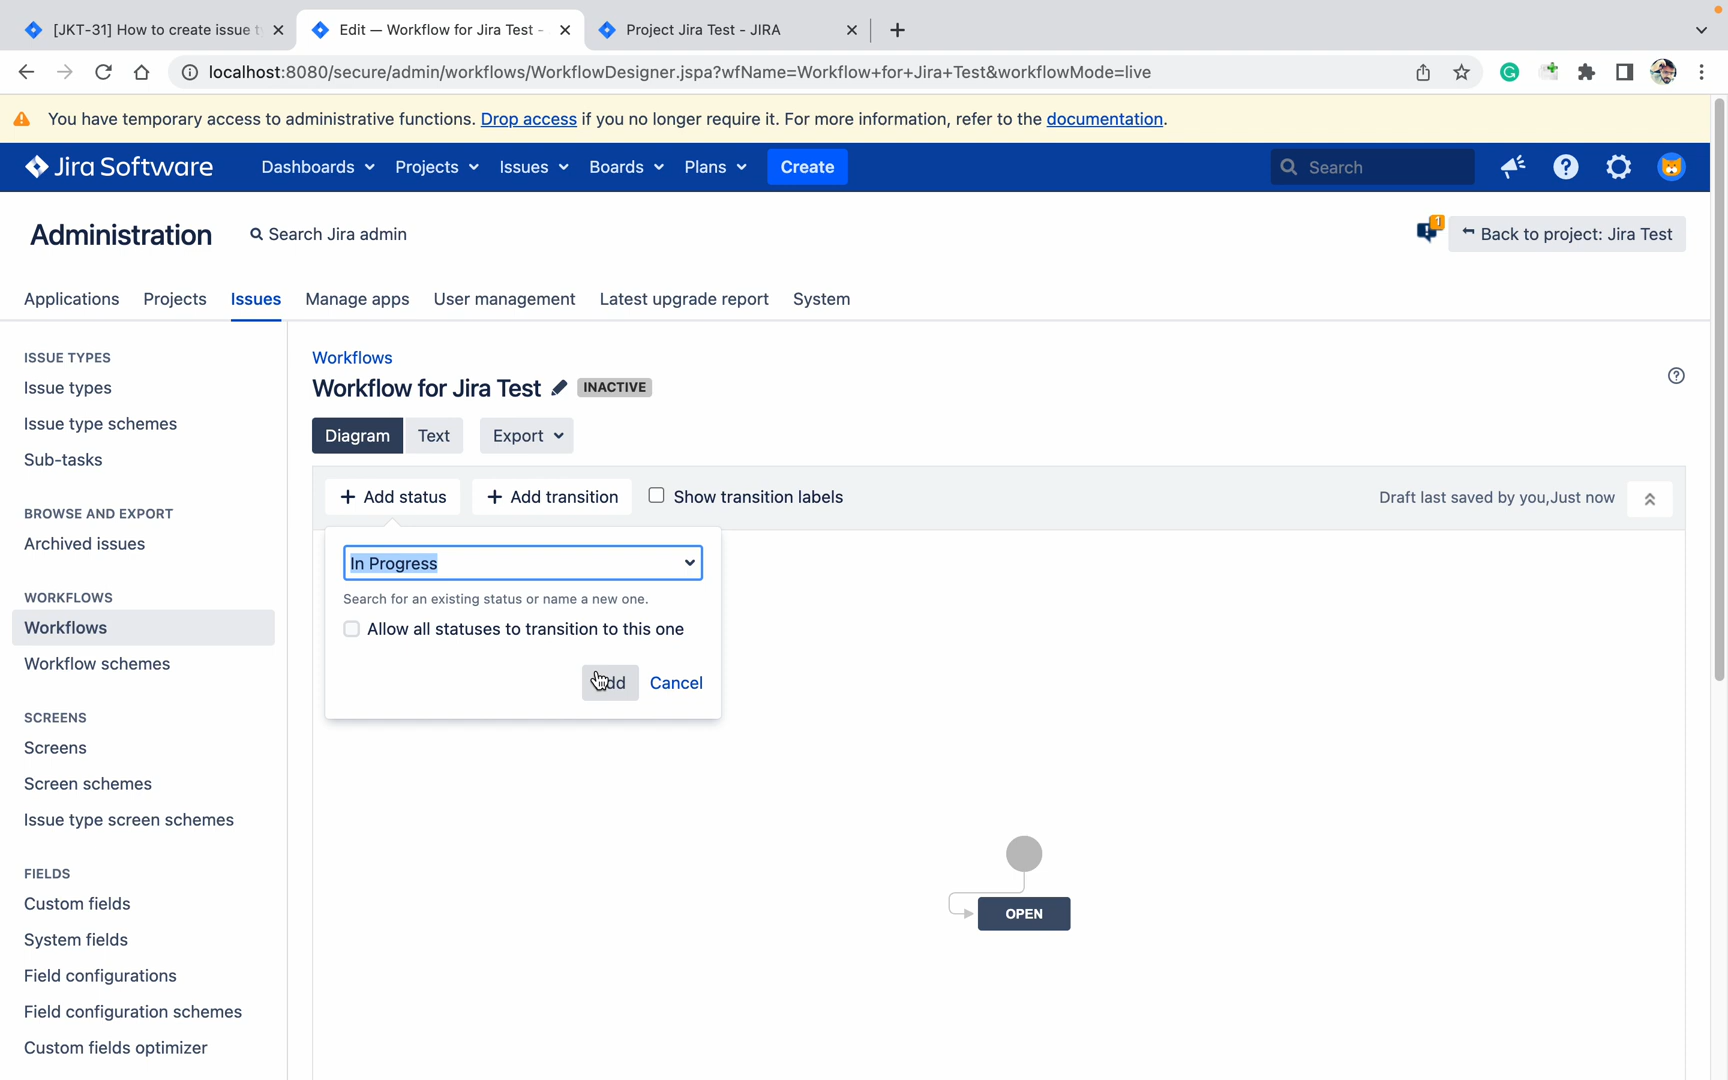 [JKT-31] How to create issue t
Edit — Workflow for Jira Test -
Project Jira Test - JIRA
localhost:8080/secure/admin/workflows/WorkflowDesigner.jspa?wfName=Workflow+for+Jira+Test&workflowMode=live
You have temporary access to administrative functions. Drop access if you no longer require it. For more information, refer to the documentation.
Jira Software
Dashboards
Projects
Issues
Boards
Plans
Create
Search
Administration
Search Jira admin
1
Back to project: Jira Test
Applications
Projects
Issues
Manage apps
User management
Latest upgrade report
System
ISSUE TYPES
Issue types
Issue type schemes
Sub-tasks
BROWSE AND EXPORT
Archived issues
WORKFLOWS
Workflows
Workflow schemes
SCREENS
Screens
Screen schemes
Issue type screen schemes
FIELDS
Custom fields
System fields
Field configurations
Field configuration schemes
Custom fields optimizer
Workflows
Workflow for Jira Test
INACTIVE
Diagram
Text
Export
+ Add status
+ Add transition
Show transition labels
Draft last saved by you,Just now
In Progress
Search for an existing status or name a new one.
Allow all statuses to transition to this one
Cancel
OPEN